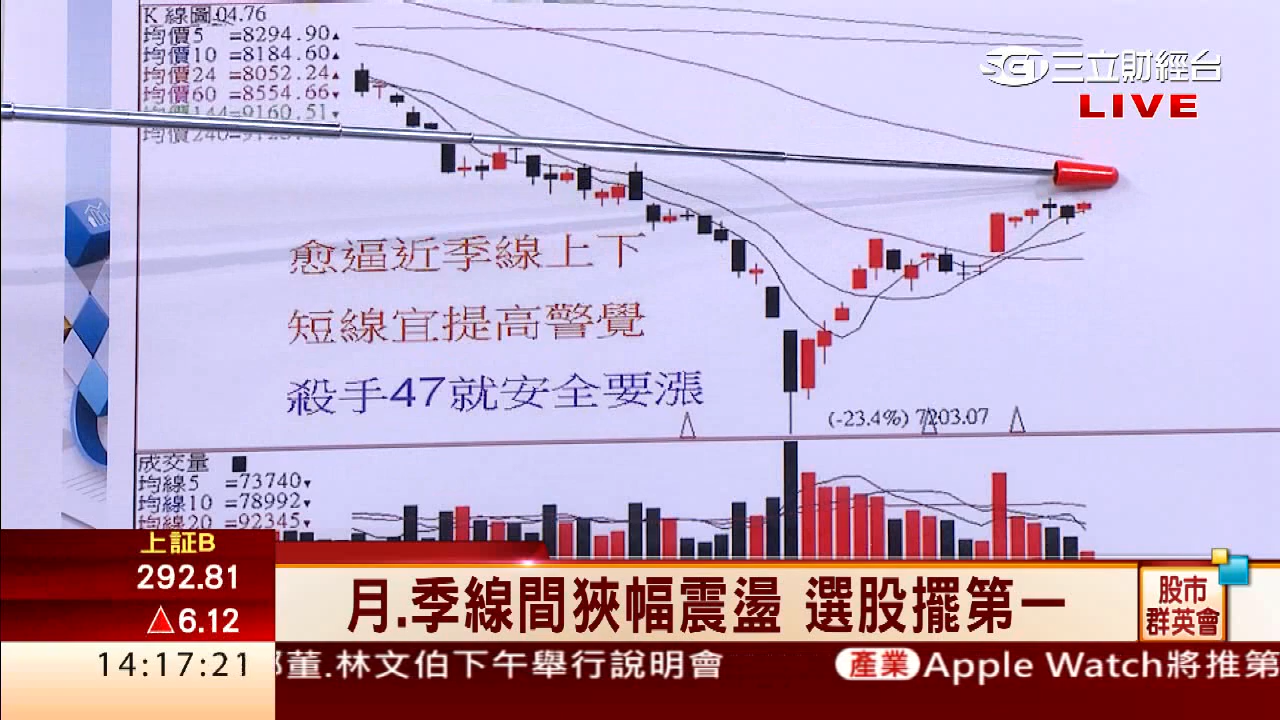 K 線圖 04.76
均價5 =8294.90▲
均價10 =8184.60▲
均價24 =8052.24▲
均價60 =8554.66▼
均價144=9160.51▼
均價240=
SET 三立財經台
LIVE
愈逼近季線上下
短線宜提高警覺
殺手47就安全要漲
(-23.4%) 7203.07
成交量
均線5 =73740▼
均線10 =78992▼
均線20 =92345▼
上証B
292.81
△6.12
月.季線間狹幅震盪 選股擺第一
股市
群英會
14:17:21
董.林文伯下午舉行說明會 產業 Apple Watch將推第